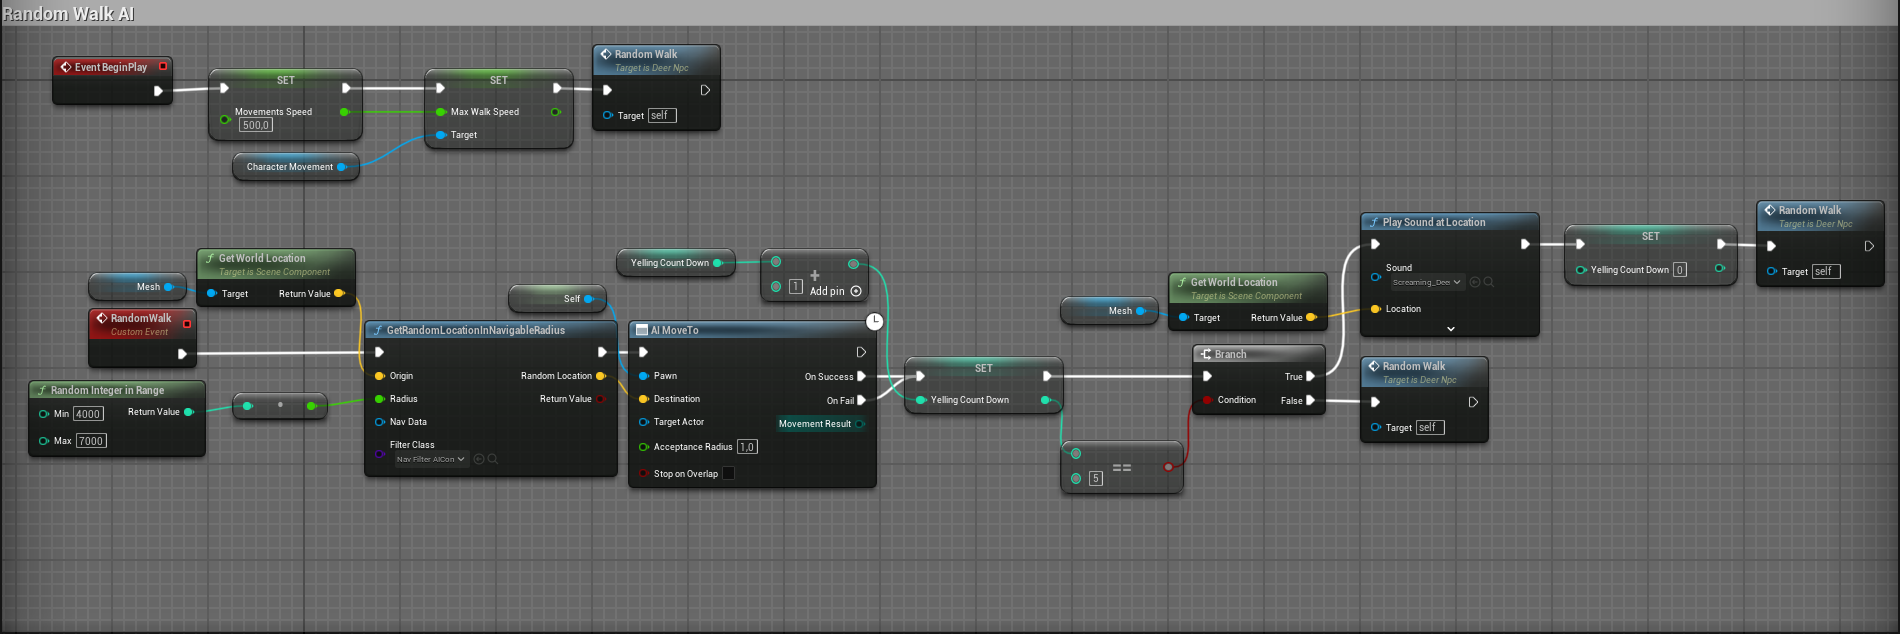 Random Walk AI
Event BeginPlay
SET
Movements Speed
500,0
Character Movement
SET
Max Walk Speed
Target
Random Walk
Target is Deer Npc
Target self
Mesh
Get World Location
Target is Scene Component
Target Return Value
RandomWalk
Custom Event
Random Integer in Range
Min 4000 Return Value
Max 7000
GetRandomLocationInNavigableRadius
Origin Random Location
Radius Return Value
Nav Data
Filter Class
Nav Filter AICon
Self
Yelling Count Down
+
1 Add pin
AI MoveTo
Pawn On Success
Destination On Fail
Target Actor Movement Result
Acceptance Radius 1,0
Stop on Overlap
SET
Yelling Count Down
==
5
Mesh
Get World Location
Target is Scene Component
Target Return Value
Branch
True
Condition False
Play Sound at Location
Sound
Screaming_Dee
Location
Random Walk
Target is Deer Npc
Target self
SET
Yelling Count Down 0
Random Walk
Target is Deer Npc
Target self